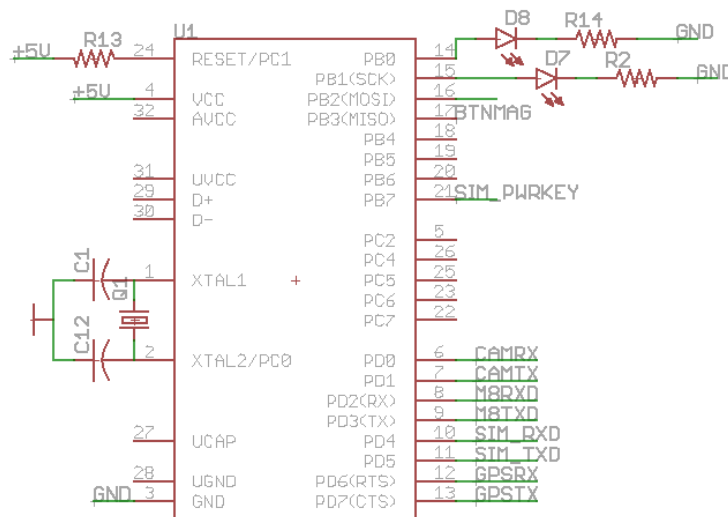 U1
+5V R13 24 RESET/PC1 PB0 14 D8 R14 GND
PB1(SCK) 15 D7 R2 GND
+5V 4 VCC PB2(MOSI) 16
32 AVCC PB3(MISO) 17 BTNMAG
PB4 18
PB5 19
31 UVCC PB6 20
29 D+ PB7 21 SIM_PWRKEY
30 D-
PC2 5
PC4 26
C1 Q1 1 XTAL1 PC5 25
PC6 23
PC7 22
C12 2 XTAL2/PC0 PD0 6 CAMRX
PD1 7 CAMTX
PD2(RX) 8 M8RXD
PD3(TX) 9 M8TXD
27 UCAP PD4 10 SIM_RXD
PD5 11 SIM_TXD
28 UGND PD6(RTS) 12 GPSRX
GND 3 GND PD7(CTS) 13 GPSTX